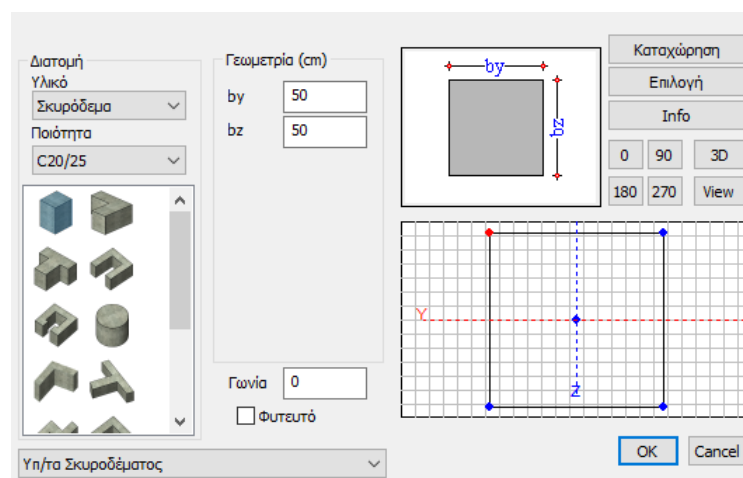 Διατομή
Υλικό
Σκυρόδεμα
Ποιότητα
C20/25
Γεωμετρία (cm)
by 50
bz 50
Γωνία 0
Φυτευτό
by
bz
Καταχώρηση
Επιλογή
Info
0 90 3D
180 270 View
Y
Z
Υπ/τα Σκυροδέματος
OK Cancel